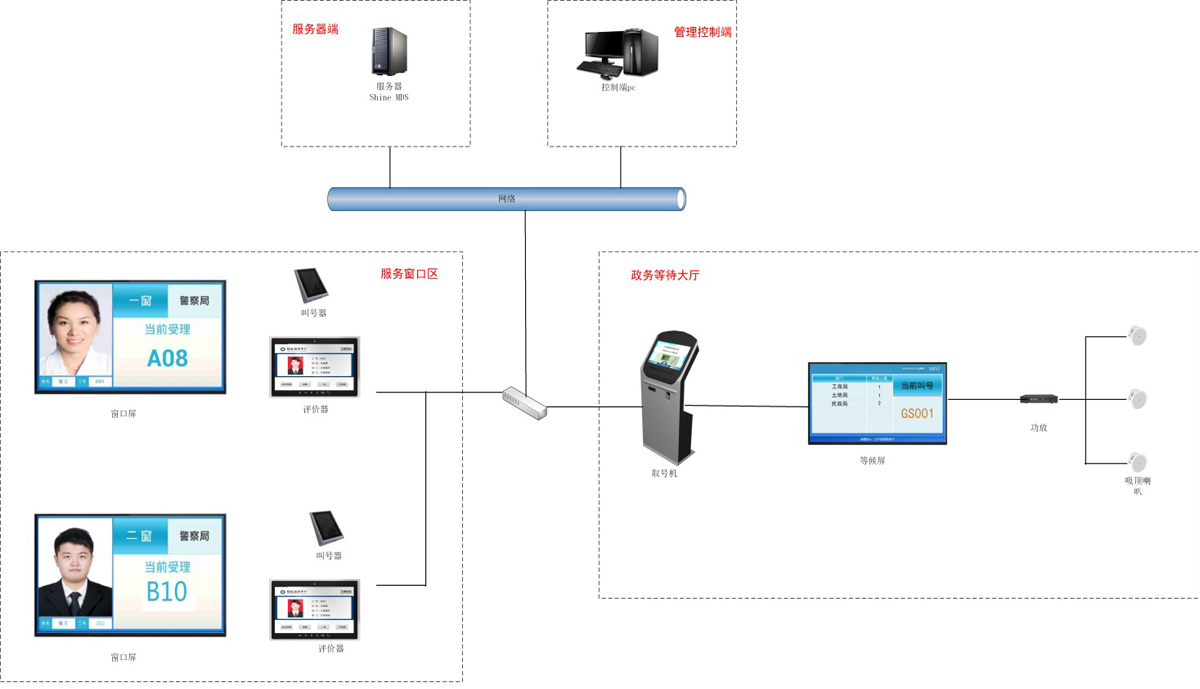 服务器端
服务器
Shine MDS
管理控制端
控制端pc
网络
服务窗口区
一窗
警察局
当前受理
A08
窗口屏
叫号器
评价器
二窗
警察局
当前受理
B10
窗口屏
叫号器
评价器
政务等待大厅
取号机
工商局 1
土地局 1
民政局 2
当前叫号
GS001
等候屏
功放
吸顶喇
叭